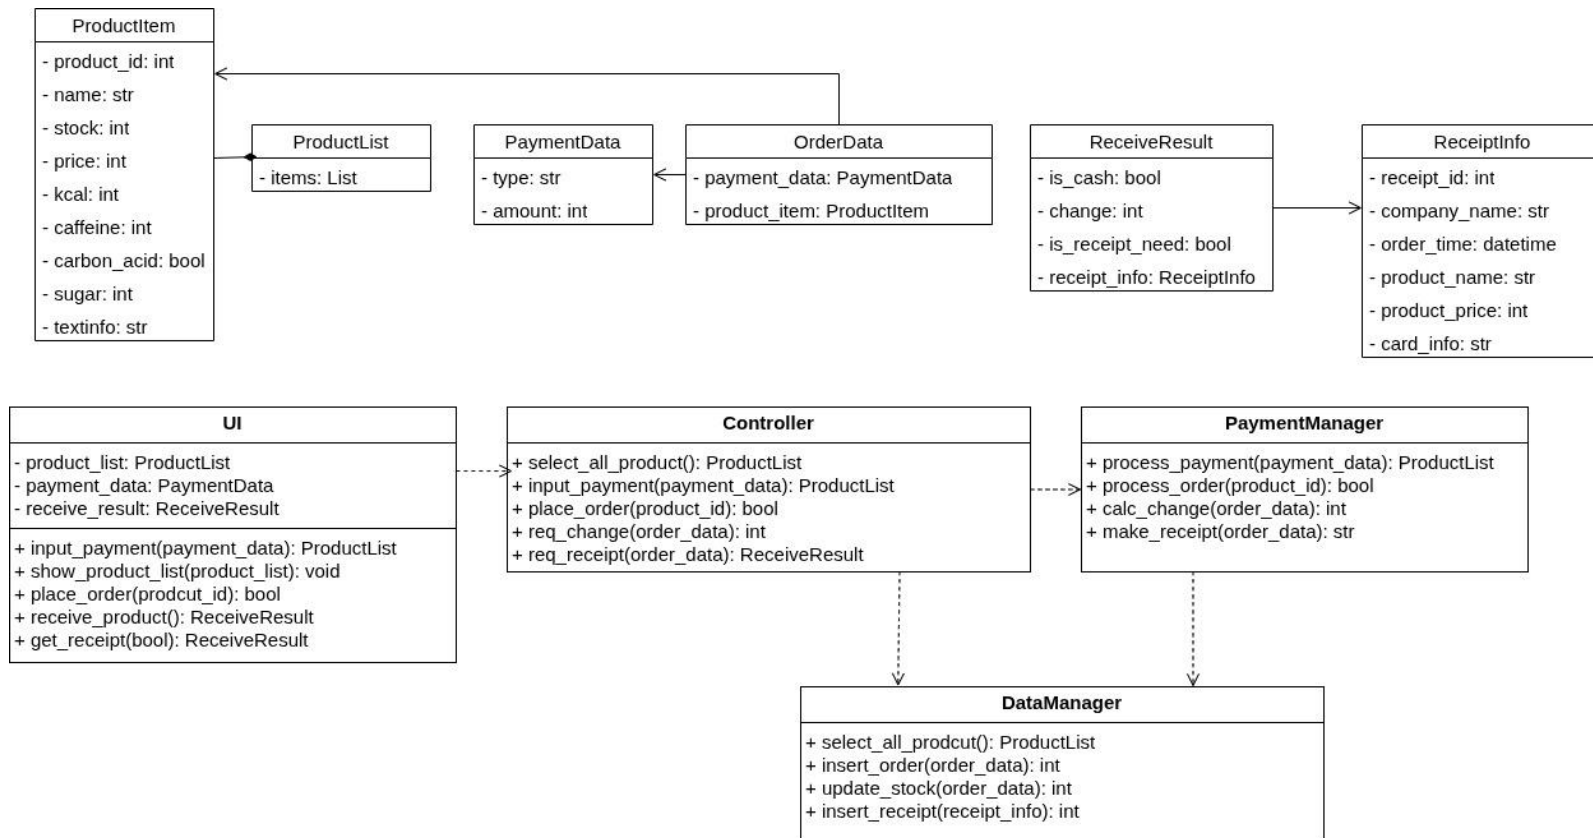 ProductItem
- product_id: int
- name: str
- stock: int
- price: int
- kcal: int
- caffeine: int
- carbon_acid: bool
- sugar: int
- textinfo: str
ProductList
- items: List
PaymentData
- type: str
- amount: int
OrderData
- payment_data: PaymentData
- product_item: ProductItem
ReceiveResult
- is_cash: bool
- change: int
- is_receipt_need: bool
- receipt_info: ReceiptInfo
ReceiptInfo
- receipt_id: int
- company_name: str
- order_time: datetime
- product_name: str
- product_price: int
- card_info: str
UI
- product_list: ProductList
- payment_data: PaymentData
- receive_result: ReceiveResult
+ input_payment(payment_data): ProductList
+ show_product_list(product_list): void
+ place_order(prodcut_id): bool
+ receive_product(): ReceiveResult
+ get_receipt(bool): ReceiveResult
Controller
+ select_all_product(): ProductList
+ input_payment(payment_data): ProductList
+ place_order(product_id): bool
+ req_change(order_data): int
+ req_receipt(order_data): ReceiveResult
PaymentManager
+ process_payment(payment_data): ProductList
+ process_order(product_id): bool
+ calc_change(order_data): int
+ make_receipt(order_data): str
DataManager
+ select_all_prodcut(): ProductList
+ insert_order(order_data): int
+ update_stock(order_data): int
+ insert_receipt(receipt_info): int